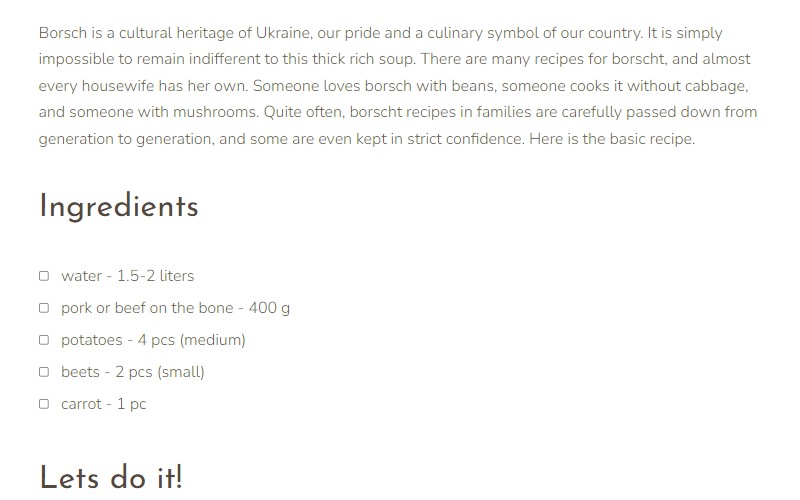 Borsch is a cultural heritage of Ukraine, our pride and a culinary symbol of our country. It is simply
impossible to remain indifferent to this thick rich soup. There are many recipes for borscht, and almost
every housewife has her own. Someone loves borsch with beans, someone cooks it without cabbage,
and someone with mushrooms. Quite often, borscht recipes in families are carefully passed down from
generation to generation, and some are even kept in strict confidence. Here is the basic recipe.
Ingredients
water - 1.5-2 liters
pork or beef on the bone - 400 g
potatoes - 4 pcs (medium)
beets - 2 pcs (small)
carrot - 1 pc
Lets do it!